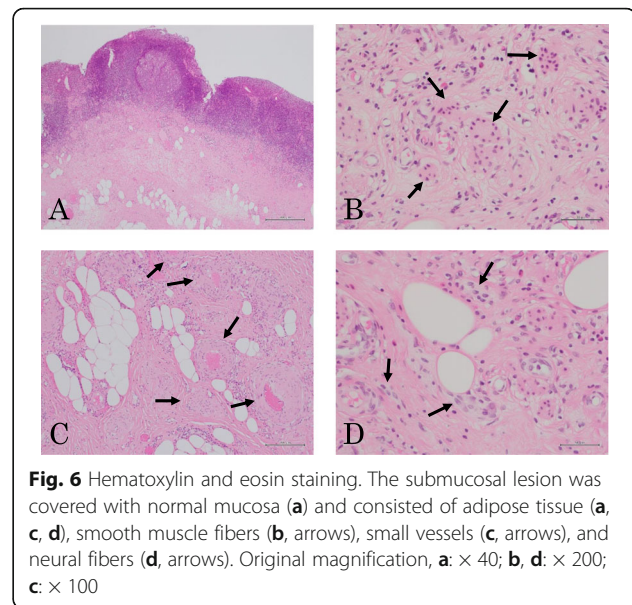 A
B
C
D
Fig. 6 Hematoxylin and eosin staining. The submucosal lesion was
covered with normal mucosa (a) and consisted of adipose tissue (a,
c, d), smooth muscle fibers (b, arrows), small vessels (c, arrows), and
neural fibers (d, arrows). Original magnification, a: × 40; b, d: × 200;
c: × 100